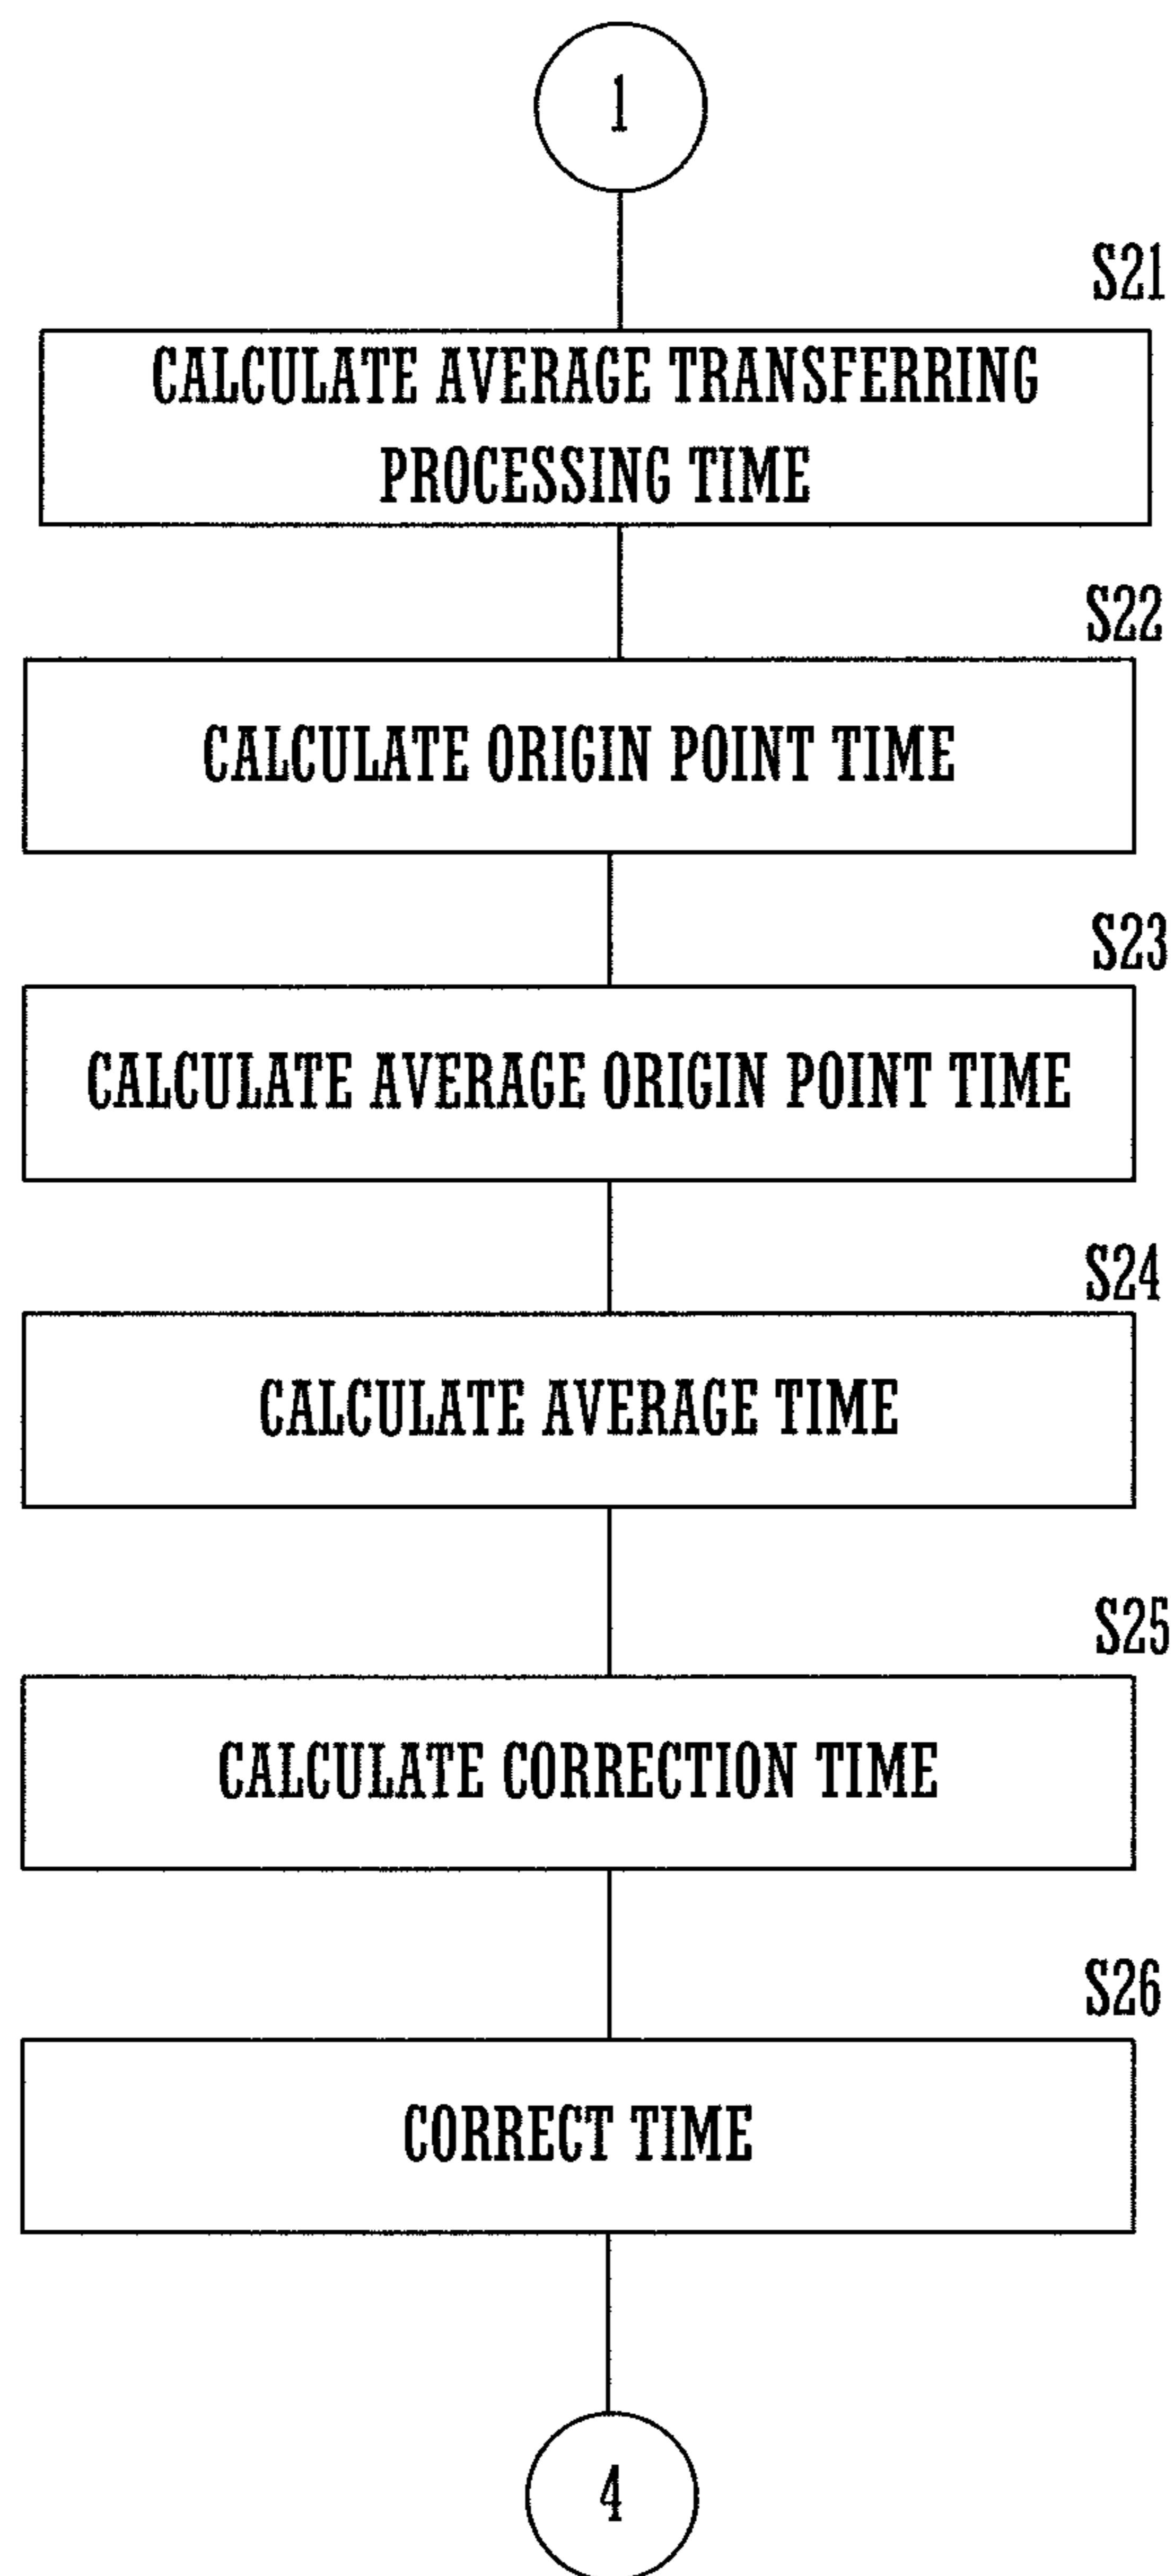 1
S21
CALCULATE AVERAGE TRANSFERRING
PROCESSING TIME
S22
CALCULATE ORIGIN POINT TIME
S23
CALCULATE AVERAGE ORIGIN POINT TIME
S24
CALCULATE AVERAGE TIME
S25
CALCULATE CORRECTION TIME
S26
CORRECT TIME
4